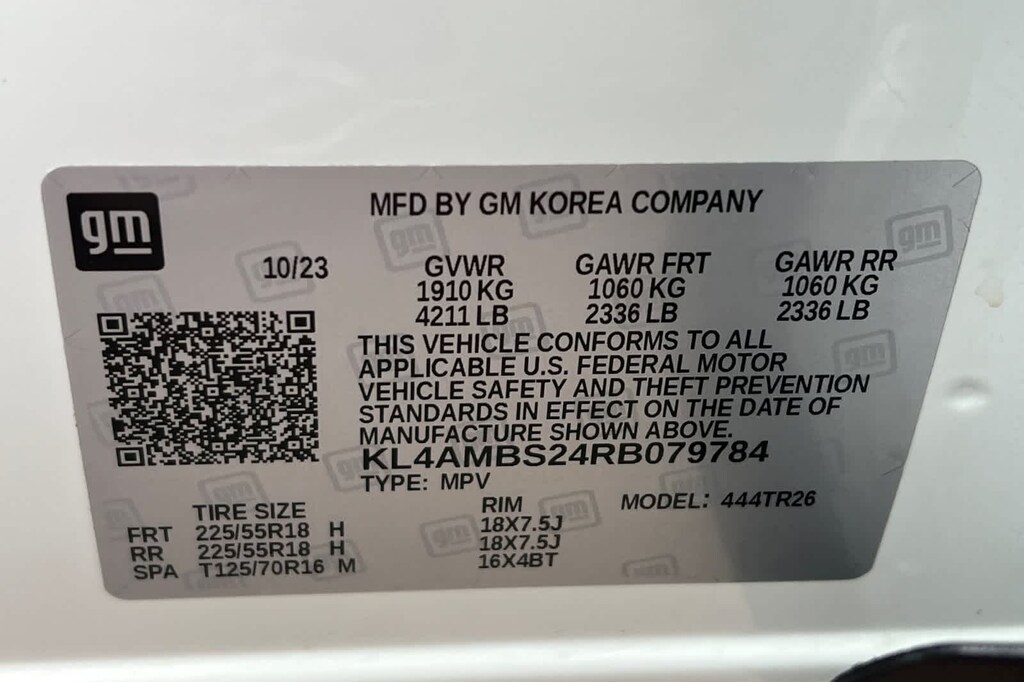 gm
MFD BY GM KOREA COMPANY
10/23
GVWR GAWR FRT GAWR RR
1910 KG 1060 KG 1060 KG
4211 LB 2336 LB 2336 LB
THIS VEHICLE CONFORMS TO ALL
APPLICABLE U.S. FEDERAL MOTOR
VEHICLE SAFETY AND THEFT PREVENTION
STANDARDS IN EFFECT ON THE DATE OF
MANUFACTURE SHOWN ABOVE.
KL4AMBS24RB079784
TYPE: MPV
TIRE SIZE RIM MODEL: 444TR26
FRT 225/55R18 H 18X7.5J
RR 225/55R18 H 18X7.5J
SPA T125/70R16 M 16X4BT